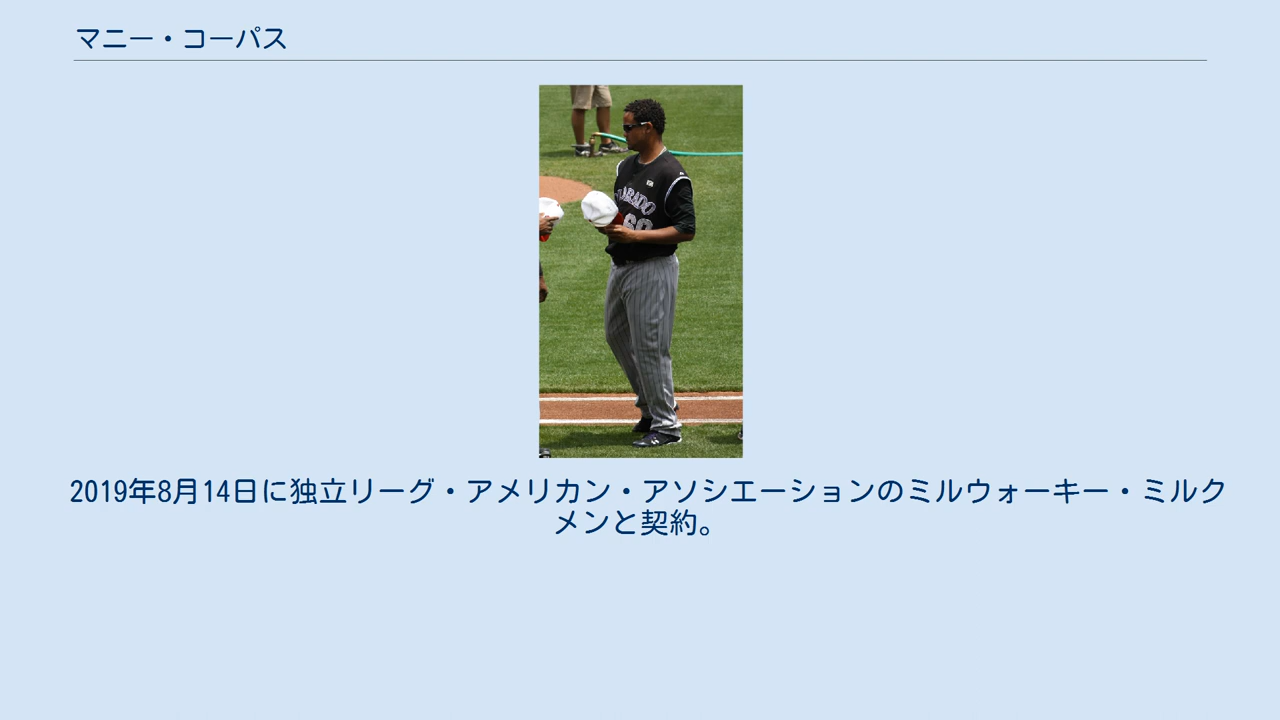 マニー・コーパス
60
2019年8月14日に独立リーグ・アメリカン・アソシエーションのミルウォーキー・ミルク
メンと契約。